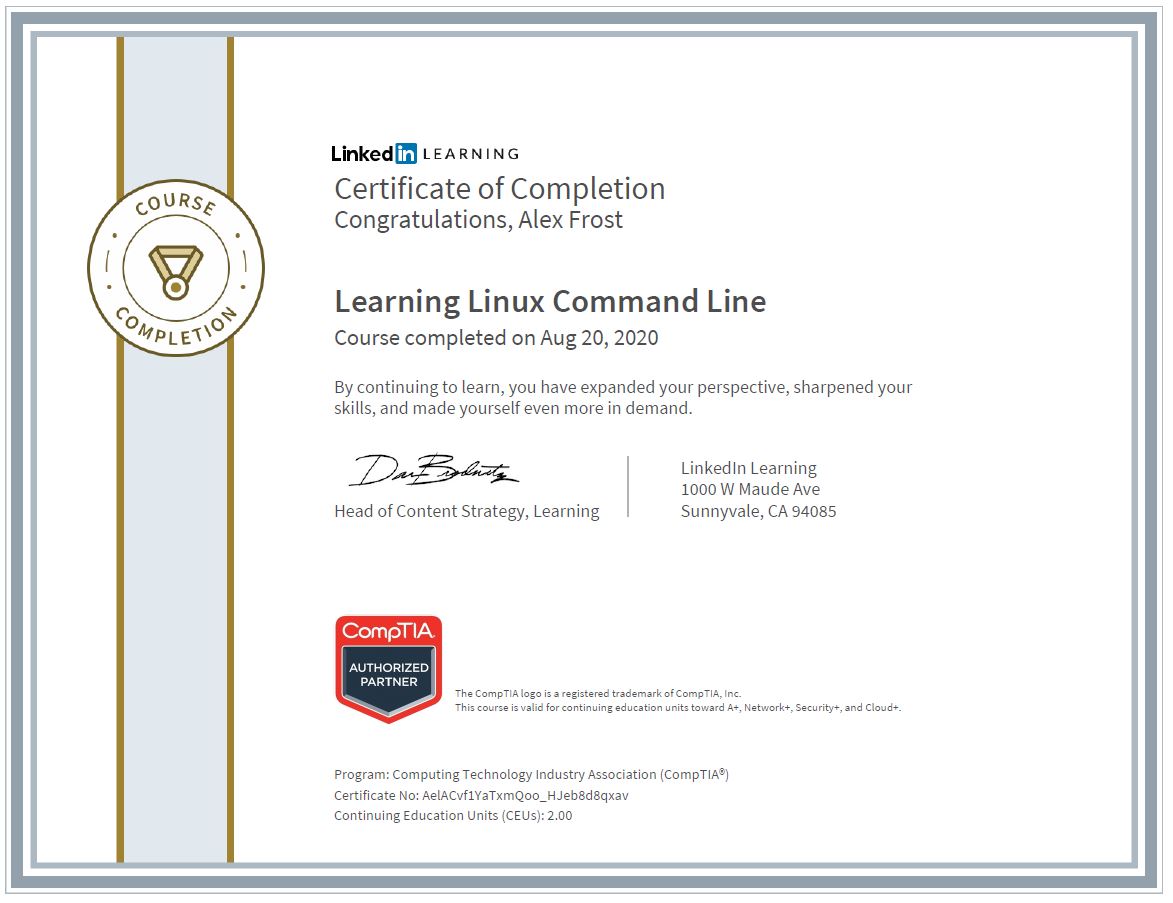 Linked in LEARNING
Certificate of Completion
Congratulations, Alex Frost
COURSE
COMPLETION
Learning Linux Command Line
Course completed on Aug 20, 2020
By continuing to learn, you have expanded your perspective, sharpened your
skills, and made yourself even more in demand.
Head of Content Strategy, Learning
LinkedIn Learning
1000 W Maude Ave
Sunnyvale, CA 94085
CompTIA.
AUTHORIZED
PARTNER
The CompTIA logo is a registered trademark of CompTIA, Inc.
This course is valid for continuing education units toward A+, Network+, Security+, and Cloud+.
Program: Computing Technology Industry Association (CompTIA®)
Certificate No: AelACvf1YaTxmQoo_HJeb8d8qxav
Continuing Education Units (CEUs): 2.00